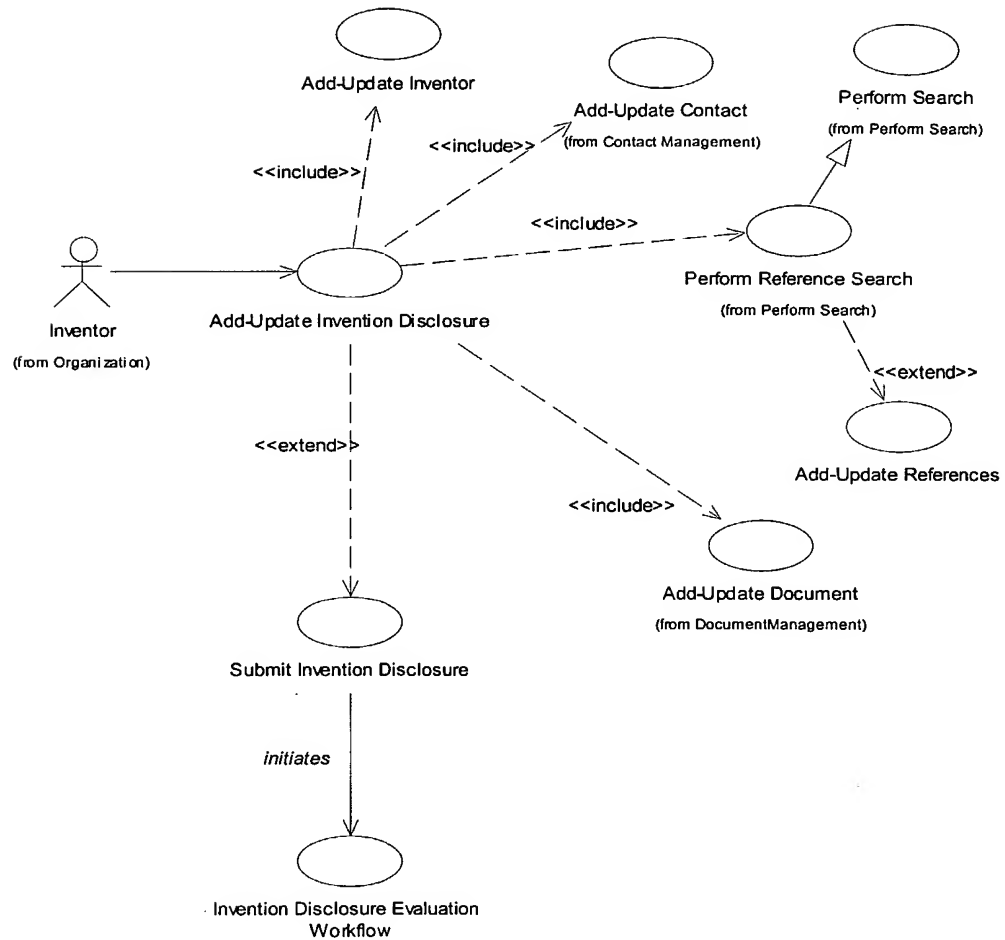 Add-Update Inventor
Add-Update Contact
(from Contact Management)
Perform Search
(from Perform Search)
<<include>>
<<include>>
<<include>>
Perform Reference Search
(from Perform Search)
Inventor
(from Organization)
Add-Update Invention Disclosure
<<extend>>
Add-Update References
<<extend>>
<<include>>
Add-Update Document
(from DocumentManagement)
Submit Invention Disclosure
initiates
Invention Disclosure Evaluation
Workflow